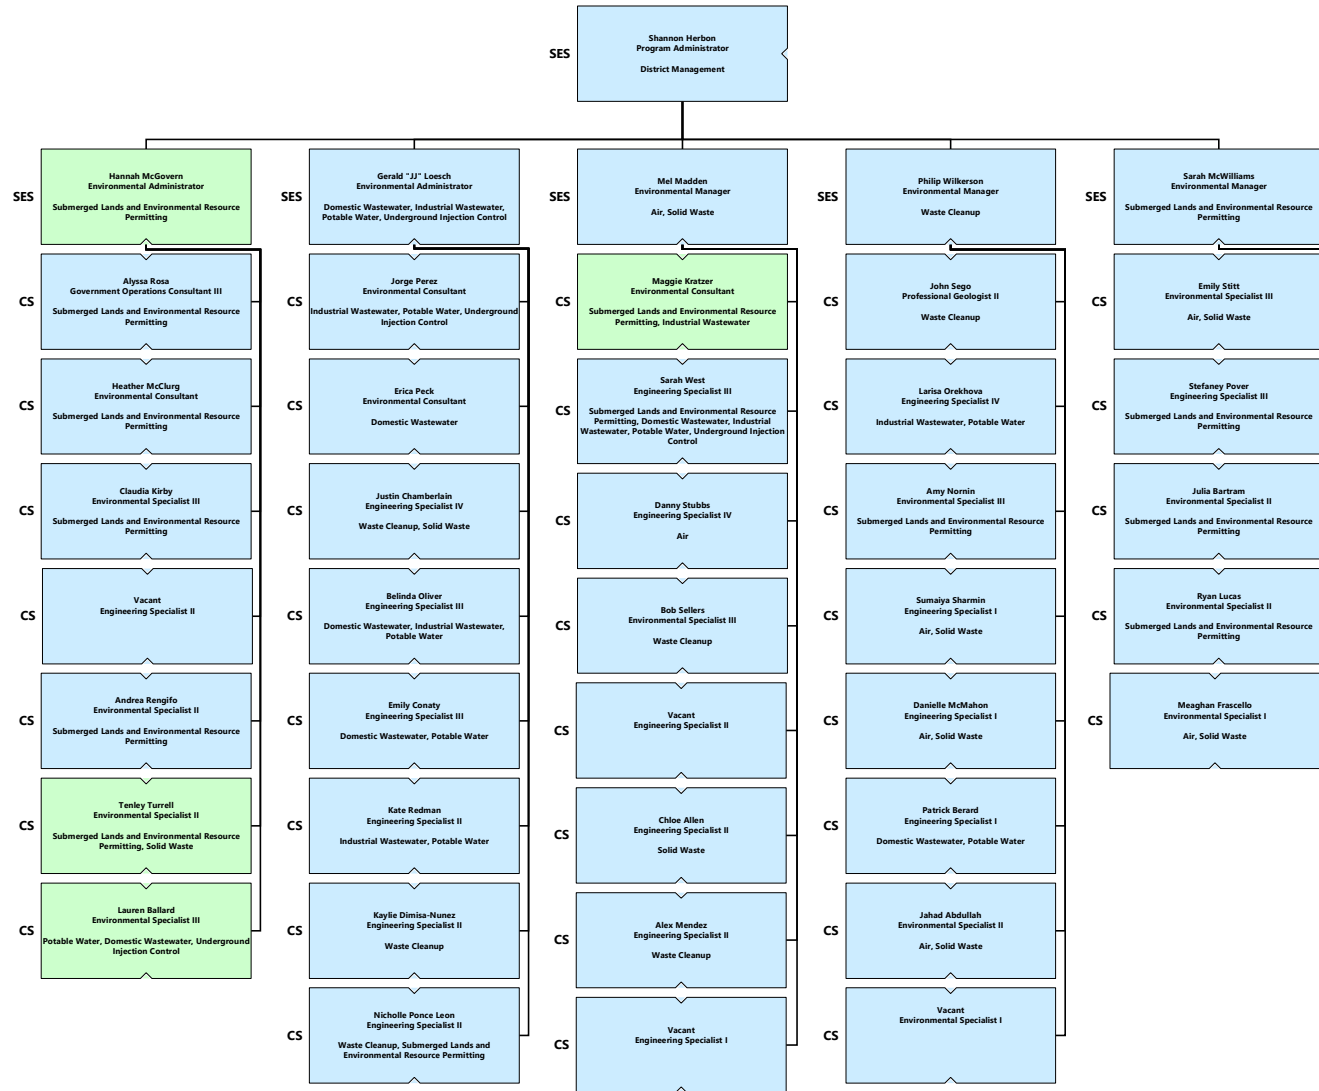 SES
Shannon Herbon
Program Administrator
District Management
SES
Hannah McGovern
Environmental Administrator
Submerged Lands and Environmental Resource
Permitting
CS
Alyssa Rosa
Government Operations Consultant III
Submerged Lands and Environmental Resource
Permitting
CS
Heather McClurg
Environmental Consultant
Submerged Lands and Environmental Resource
Permitting
CS
Claudia Kirby
Environmental Specialist III
Submerged Lands and Environmental Resource
Permitting
CS
Vacant
Engineering Specialist II
CS
Andrea Rengifo
Environmental Specialist II
Submerged Lands and Environmental Resource
Permitting
CS
Tenley Turrell
Environmental Specialist II
Submerged Lands and Environmental Resource
Permitting, Solid Waste
CS
Lauren Ballard
Environmental Specialist III
Potable Water, Domestic Wastewater, Underground
Injection Control
SES
Gerald "JJ" Loesch
Environmental Administrator
Domestic Wastewater, Industrial Wastewater,
Potable Water, Underground Injection Control
CS
Jorge Perez
Environmental Consultant
Industrial Wastewater, Potable Water, Underground
Injection Control
CS
Erica Peck
Environmental Consultant
Domestic Wastewater
CS
Justin Chamberlain
Engineering Specialist IV
Waste Cleanup, Solid Waste
CS
Belinda Oliver
Engineering Specialist III
Domestic Wastewater, Industrial Wastewater,
Potable Water
CS
Emily Conaty
Engineering Specialist III
Domestic Wastewater, Potable Water
CS
Kate Redman
Engineering Specialist II
Industrial Wastewater, Potable Water
CS
Kaylie Dimisa-Nunez
Engineering Specialist II
Waste Cleanup
CS
Nicholle Ponce Leon
Engineering Specialist II
Waste Cleanup, Submerged Lands and
Environmental Resource Permitting
SES
Mel Madden
Environmental Manager
Air, Solid Waste
CS
Maggie Kratzer
Environmental Consultant
Submerged Lands and Environmental Resource
Permitting, Industrial Wastewater
CS
Sarah West
Engineering Specialist III
Submerged Lands and Environmental Resource
Permitting, Domestic Wastewater, Industrial
Wastewater, Potable Water, Underground Injection
Control
CS
Danny Stubbs
Engineering Specialist IV
Air
CS
Bob Sellers
Environmental Specialist III
Waste Cleanup
CS
Vacant
Engineering Specialist II
CS
Chloe Allen
Engineering Specialist II
Solid Waste
CS
Alex Mendez
Engineering Specialist II
Waste Cleanup
CS
Vacant
Engineering Specialist I
SES
Philip Wilkerson
Environmental Manager
Waste Cleanup
CS
John Sego
Professional Geologist II
Waste Cleanup
CS
Larisa Orekhova
Engineering Specialist IV
Industrial Wastewater, Potable Water
CS
Amy Nornin
Environmental Specialist III
Submerged Lands and Environmental Resource
Permitting
CS
Sumaiya Sharmin
Engineering Specialist I
Air, Solid Waste
CS
Danielle McMahon
Engineering Specialist I
Air, Solid Waste
CS
Patrick Berard
Engineering Specialist I
Domestic Wastewater, Potable Water
CS
Jahad Abdullah
Environmental Specialist II
Air, Solid Waste
CS
Vacant
Environmental Specialist I
SES
Sarah McWilliams
Environmental Manager
Submerged Lands and Environmental Resource
Permitting
CS
Emily Stitt
Environmental Specialist III
Air, Solid Waste
CS
Stefaney Pover
Engineering Specialist III
Submerged Lands and Environmental Resource
Permitting
CS
Julia Bartram
Environmental Specialist II
Submerged Lands and Environmental Resource
Permitting
CS
Ryan Lucas
Environmental Specialist II
Submerged Lands and Environmental Resource
Permitting
CS
Meaghan Frascello
Environmental Specialist I
Air, Solid Waste